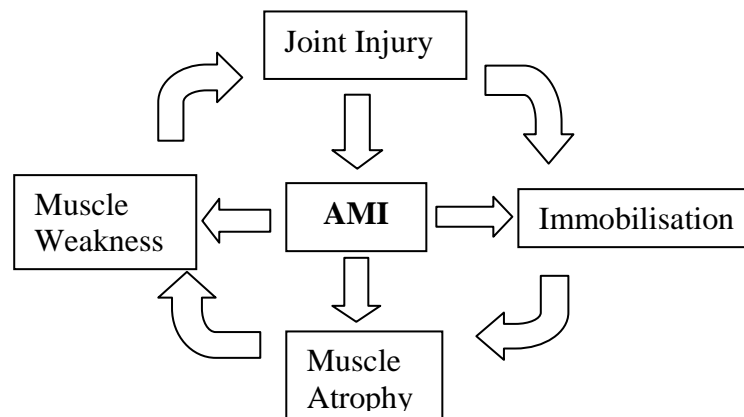 Joint Injury
Muscle
Weakness
AMI
Immobilisation
Muscle
Atrophy